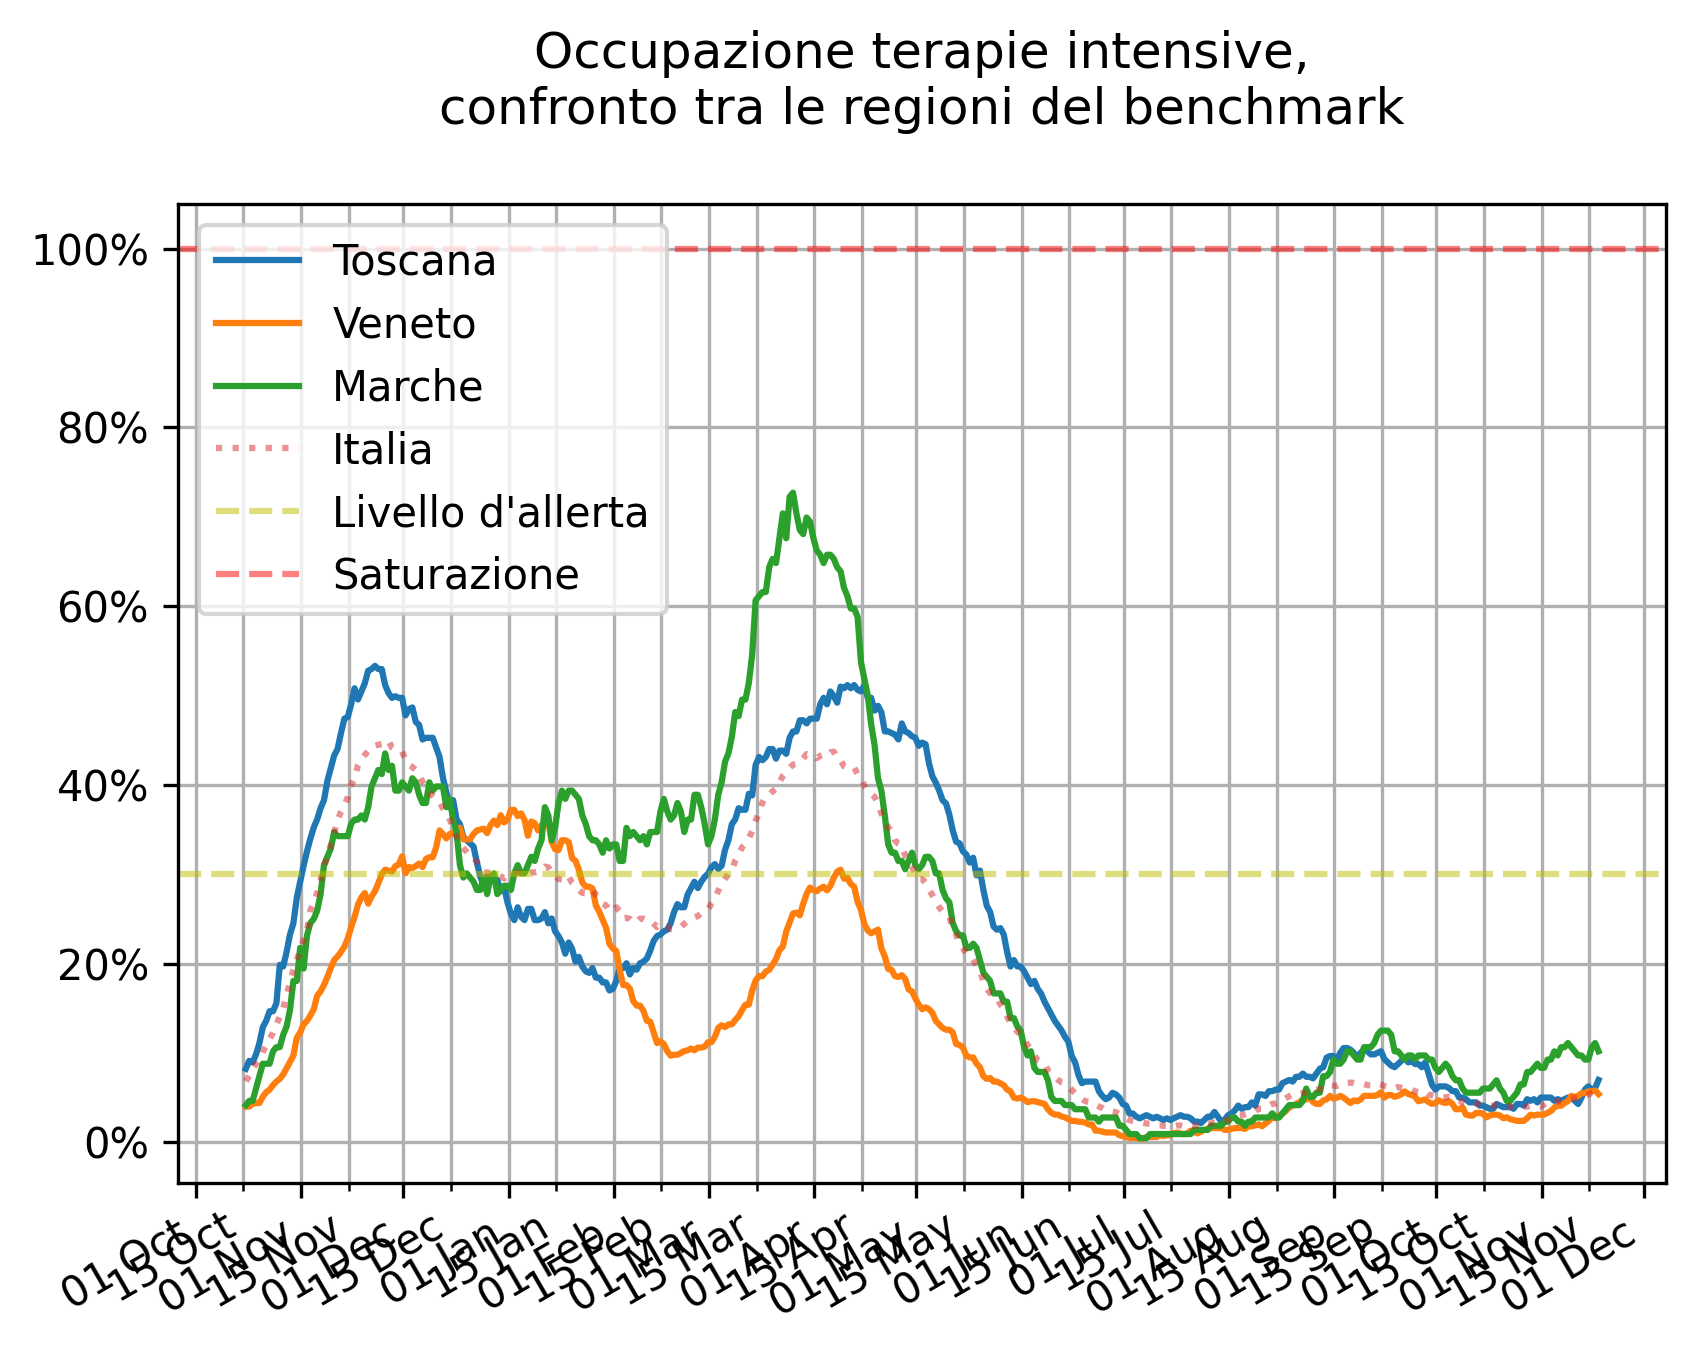 Occupazione terapie intensive,
confronto tra le regioni del benchmark
100%
80%
60%
40%
20%
0%
Toscana
Veneto
Marche
Italia
Livello d'allerta
Saturazione
01 Oct
15 Oct
01 Nov
15 Nov
01 Dec
15 Dec
01 Jan
15 Jan
01 Feb
15 Feb
01 Mar
15 Mar
01 Apr
15 Apr
01 May
15 May
01 Jun
15 Jun
01 Jul
15 Jul
01 Aug
15 Aug
01 Sep
15 Sep
01 Oct
15 Oct
01 Nov
15 Nov
01 Dec